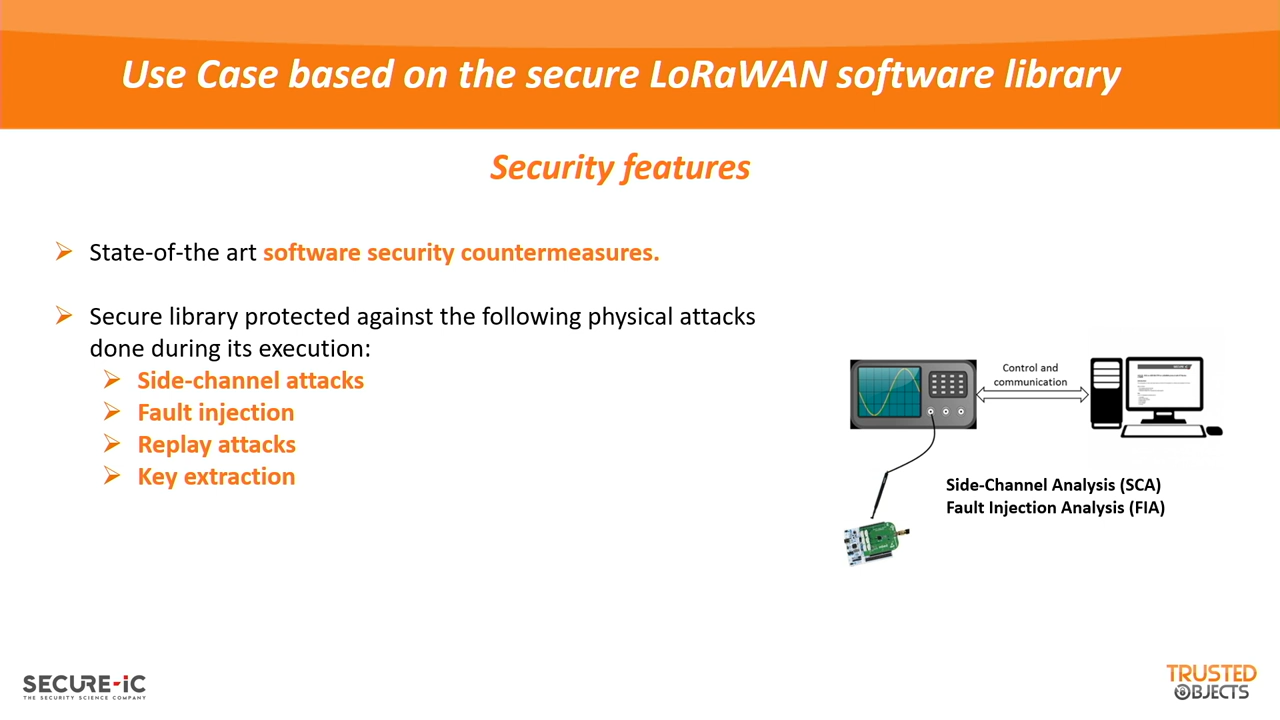 Use Case based on the secure LoRaWAN software library
Security features
State-of-the art software security countermeasures.
Secure library protected against the following physical attacks
done during its execution:
Side-channel attacks
Fault injection
Replay attacks
Key extraction
Control and
communication
Side-Channel Analysis (SCA)
Fault Injection Analysis (FIA)
SECURE-iC
THE SECURITY SCIENCE COMPANY
TRUSTED
OBJECTS